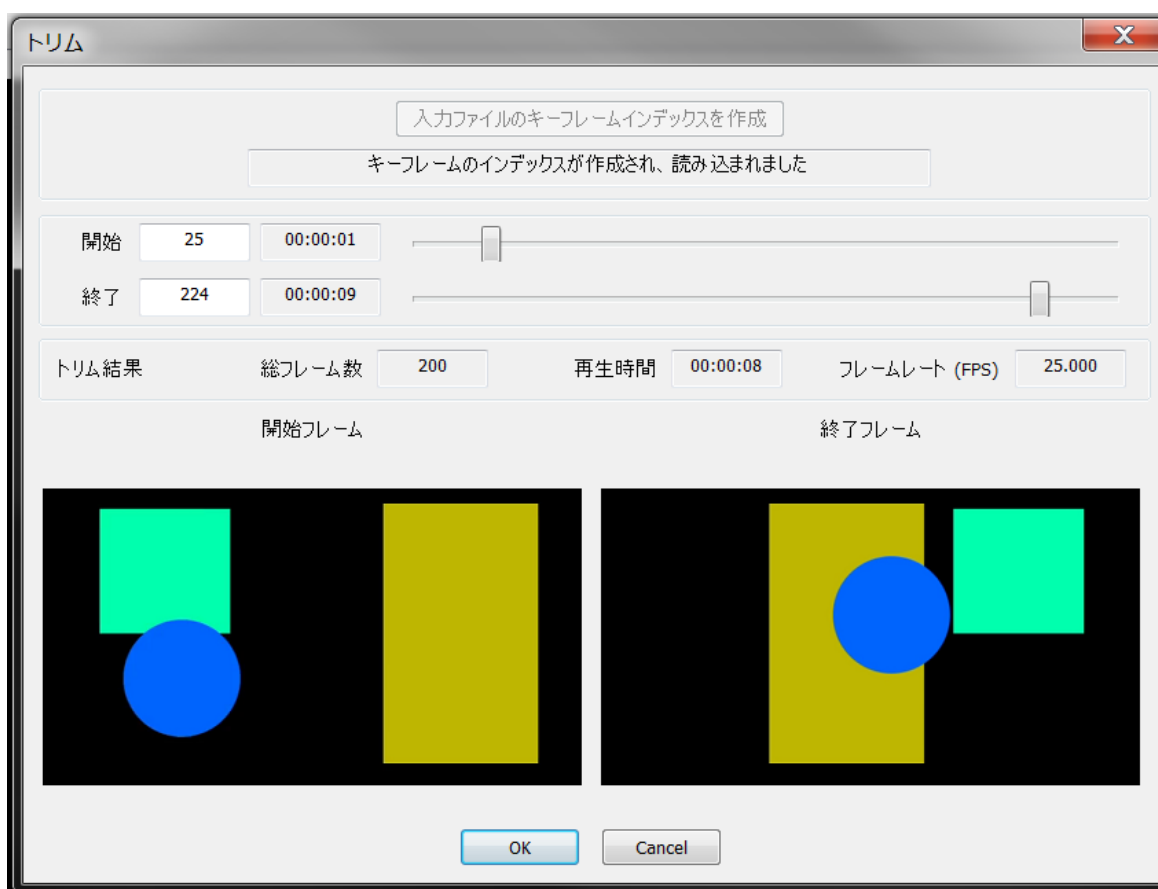 トリム
入力ファイルのキーフレームインデックスを作成
キーフレームのインデックスが作成され、読み込まれました
開始 25 00:00:01
終了 224 00:00:09
トリム結果 総フレーム数 200 再生時間 00:00:08 フレームレート (FPS) 25.000
開始フレーム 終了フレーム
OK Cancel